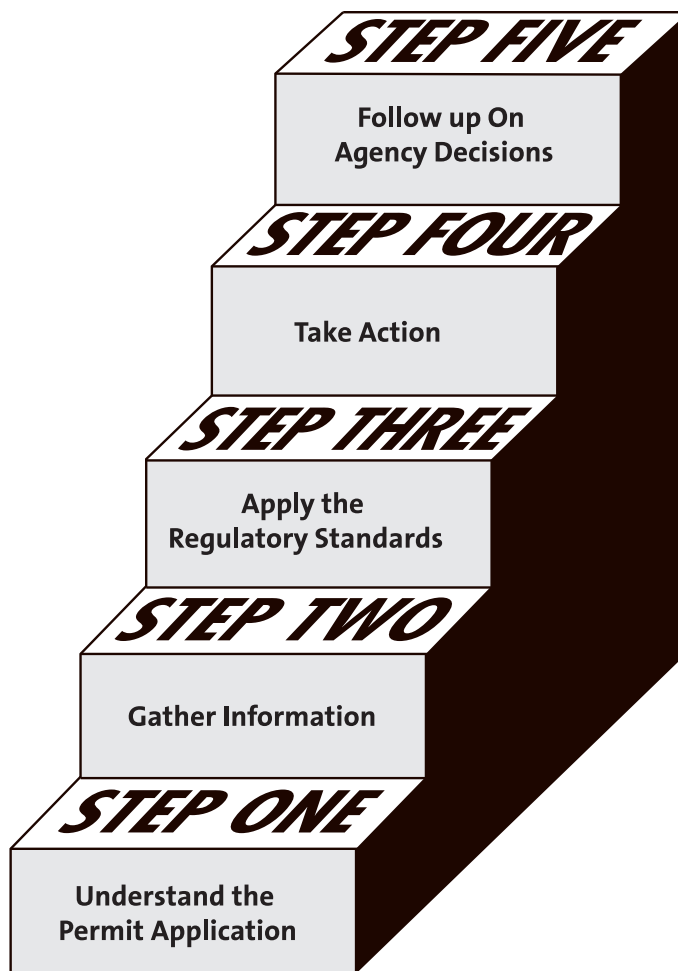 STEP FIVE
Follow up On
Agency Decisions
STEP FOUR
Take Action
STEP THREE
Apply the
Regulatory Standards
STEP TWO
Gather Information
STEP ONE
Understand the
Permit Application